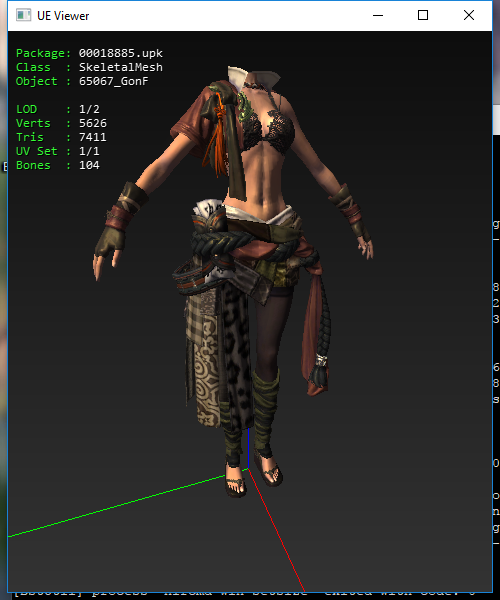 UE Viewer
Package: 00018885.upk
Class : SkeletalMesh
Object : 65067_GonF
LOD : 1/2
Verts : 5626
Tris : 7411
UV Set : 1/1
Bones : 104